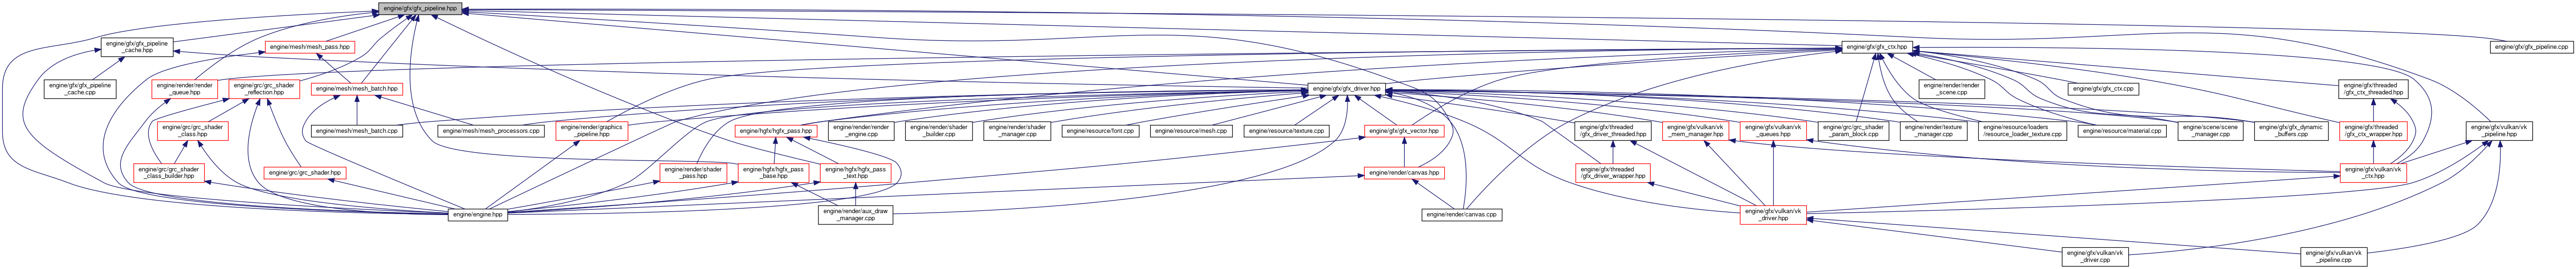 engine/gfx/gfx_pipeline.hpp
engine/gfx/gfx_pipeline
_cache.hpp
engine/mesh/mesh_pass.hpp
engine/gfx/gfx_ctx.hpp
engine/gfx/gfx_pipeline.cpp
engine/gfx/gfx_pipeline
_cache.cpp
engine/render/render
_queue.hpp
engine/grc/grc_shader
_reflection.hpp
engine/mesh/mesh_batch.hpp
engine/gfx/gfx_driver.hpp
engine/render/render
_scene.cpp
engine/gfx/gfx_ctx.cpp
engine/gfx/threaded
/gfx_ctx_threaded.hpp
engine/grc/grc_shader
_class.hpp
engine/mesh/mesh_batch.cpp
engine/mesh/mesh_processors.cpp
engine/render/graphics
_pipeline.hpp
engine/hgfx/hgfx_pass.hpp
engine/render/render
_engine.cpp
engine/render/shader
_builder.cpp
engine/render/shader
_manager.cpp
engine/resource/font.cpp
engine/resource/mesh.cpp
engine/resource/texture.cpp
engine/gfx/gfx_vector.hpp
engine/gfx/threaded
/gfx_driver_threaded.hpp
engine/gfx/vulkan/vk
_mem_manager.hpp
engine/gfx/vulkan/vk
_queues.hpp
engine/grc/grc_shader
_param_block.cpp
engine/render/texture
_manager.cpp
engine/resource/loaders
/resource_loader_texture.cpp
engine/resource/material.cpp
engine/scene/scene
_manager.cpp
engine/gfx/gfx_dynamic
_buffers.cpp
engine/gfx/threaded
/gfx_ctx_wrapper.hpp
engine/gfx/vulkan/vk
_pipeline.hpp
engine/grc/grc_shader
_class_builder.hpp
engine/grc/grc_shader.hpp
engine/render/shader
_pass.hpp
engine/hgfx/hgfx_pass
_base.hpp
engine/hgfx/hgfx_pass
_text.hpp
engine/render/canvas.hpp
engine/gfx/threaded
/gfx_driver_wrapper.hpp
engine/gfx/vulkan/vk
_ctx.hpp
engine/engine.hpp
engine/render/aux_draw
_manager.cpp
engine/render/canvas.cpp
engine/gfx/vulkan/vk
_driver.hpp
engine/gfx/vulkan/vk
_driver.cpp
engine/gfx/vulkan/vk
_pipeline.cpp